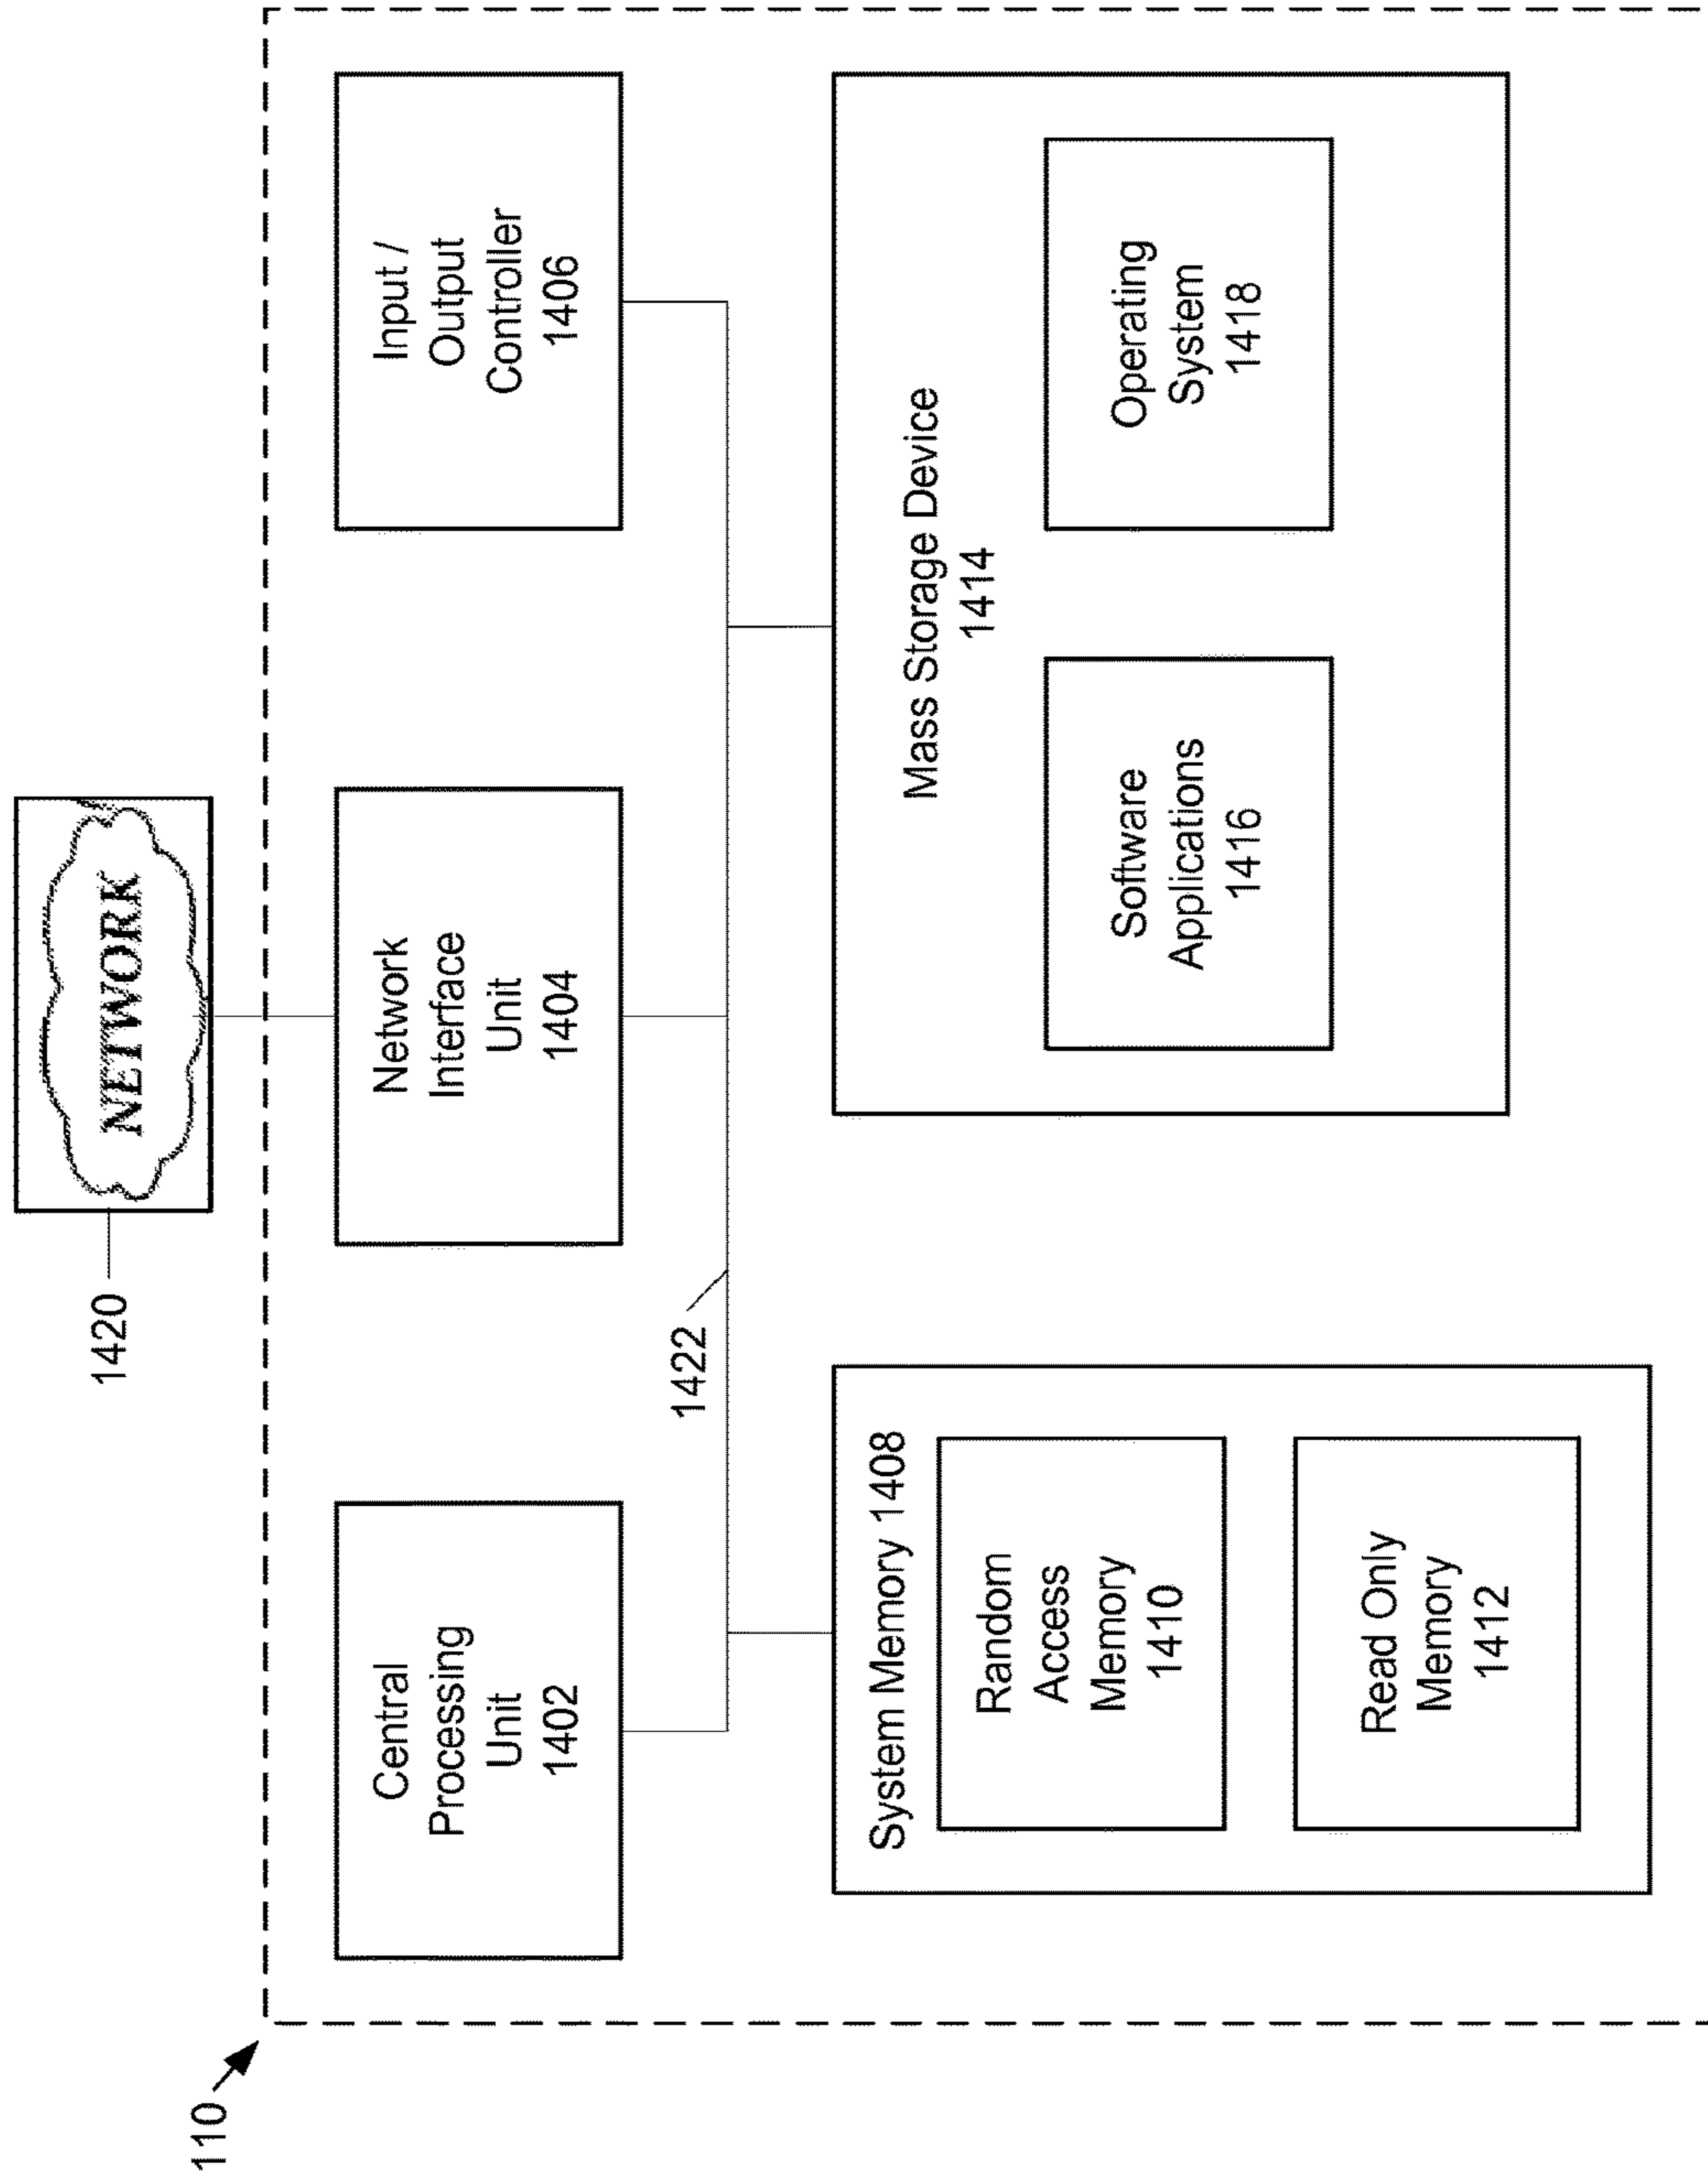 110
1420
NETWORK
Central
Processing
Unit
1402
Network
Interface
Unit
1404
Input /
Output
Controller
1406
1422
System Memory 1408
Random
Access
Memory
1410
Read Only
Memory
1412
Mass Storage Device
1414
Software
Applications
1416
Operating
System
1418